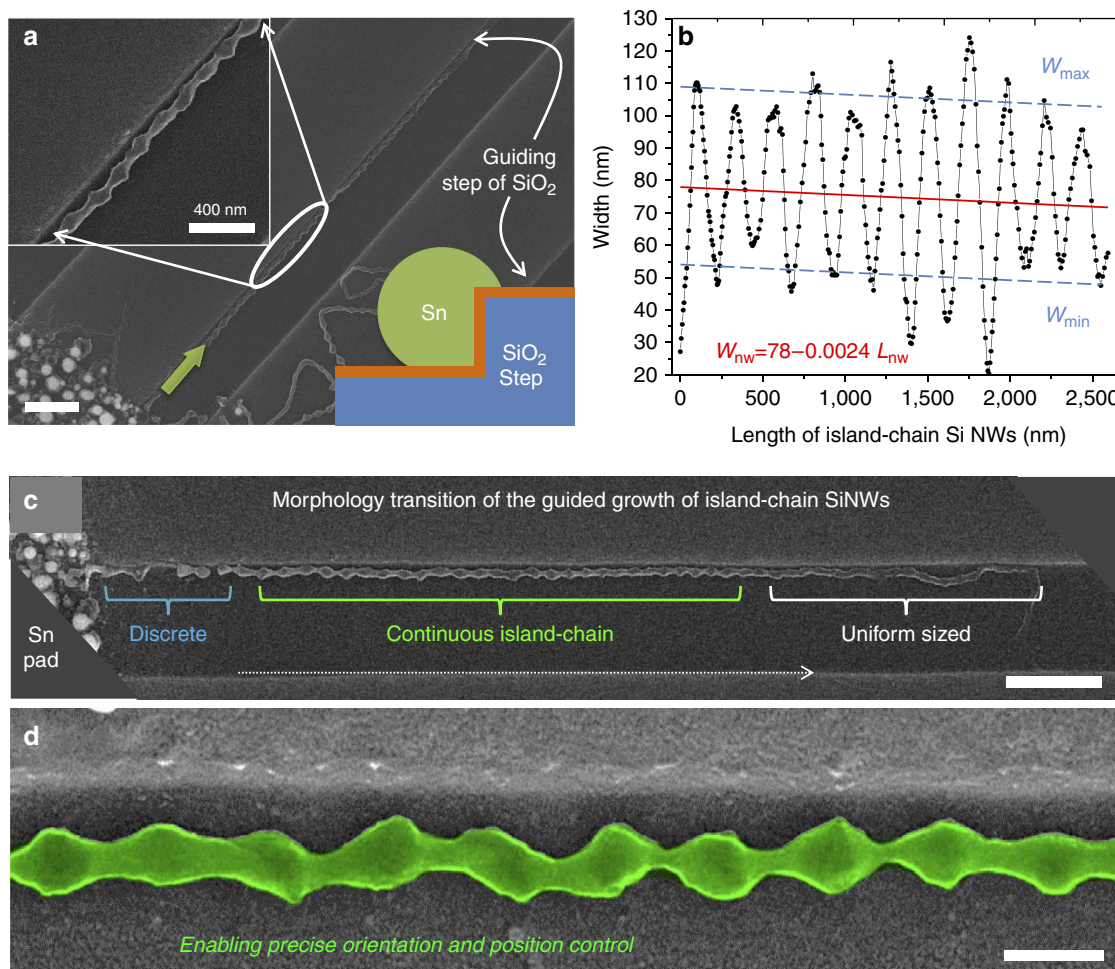 a
400 nm
Guiding
step of SiO2
Sn
SiO2
Step
b
130
120
110
100
90
80
70
60
50
40
30
20
Width (nm)
Wmax
Wmin
Wnw=78–0.0024 Lnw
0
500
1,000
1,500
2,000
2,500
Length of island-chain Si NWs (nm)
c
Morphology transition of the guided growth of island-chain SiNWs
Discrete
Continuous island-chain
Uniform sized
Sn
pad
d
Enabling precise orientation and position control